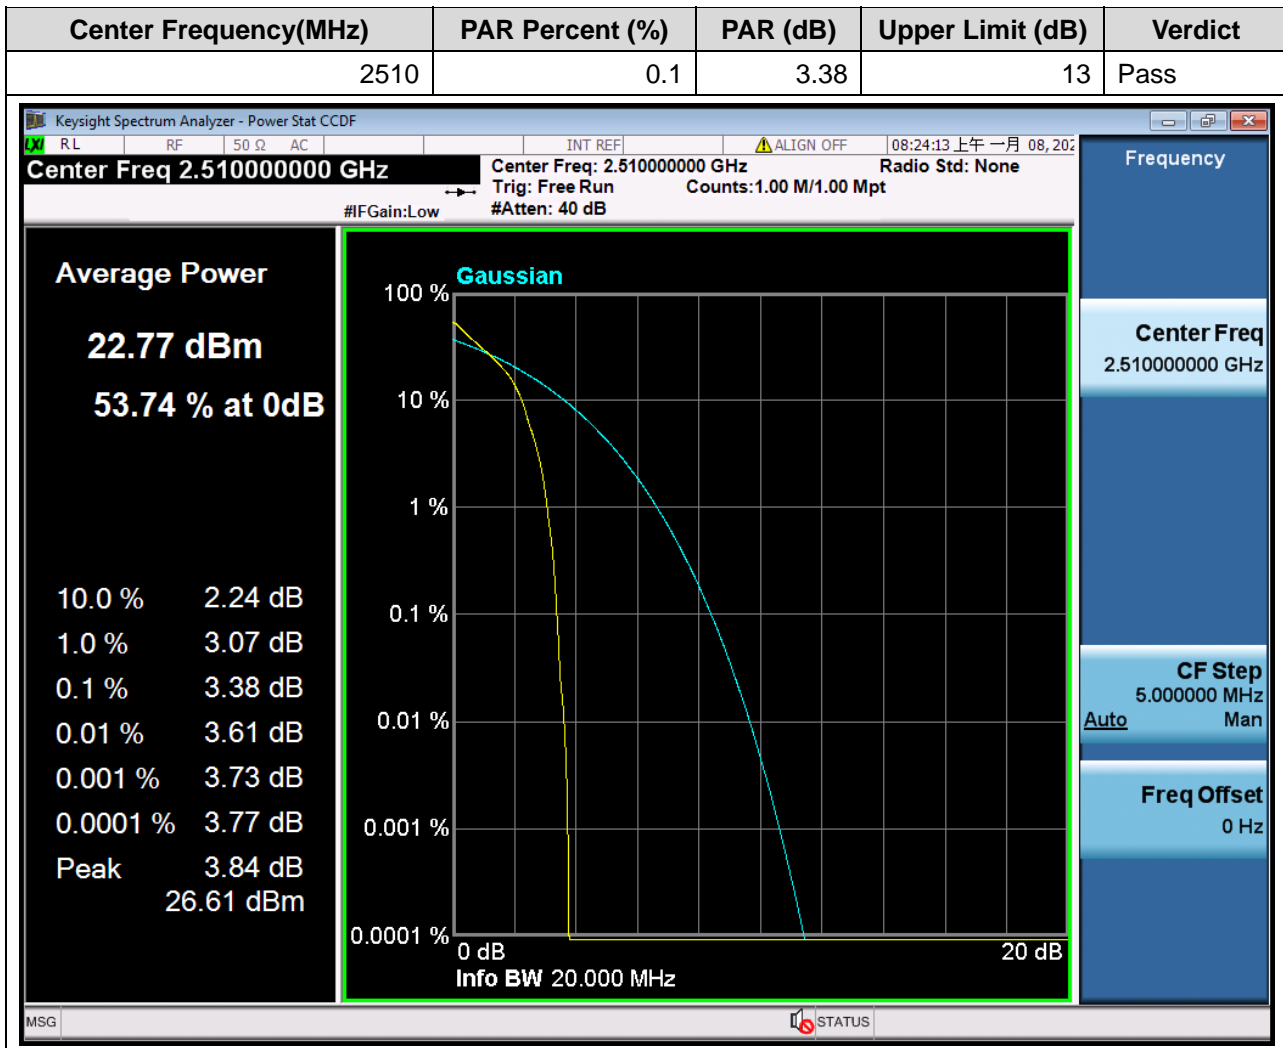 Center Frequency(MHz) PAR Percent (%) PAR (dB) Upper Limit (dB) Verdict
2510 0.1 3.38 13 Pass
Keysight Spectrum Analyzer - Power Stat CCDF
LXI RL RF 50 Ω AC INT REF ALIGN OFF 08:24:13 上午 一月 08, 202
Center Freq 2.510000000 GHz
#IFGain:Low
Center Freq: 2.510000000 GHz Radio Std: None
Trig: Free Run Counts:1.00 M/1.00 Mpt
#Atten: 40 dB
Average Power
22.77 dBm
53.74 % at 0dB
10.0 % 2.24 dB
1.0 % 3.07 dB
0.1 % 3.38 dB
0.01 % 3.61 dB
0.001 % 3.73 dB
0.0001 % 3.77 dB
Peak 3.84 dB
26.61 dBm
Gaussian
100 %
10 %
1 %
0.1 %
0.01 %
0.001 %
0.0001 %
0 dB 20 dB
Info BW 20.000 MHz
Frequency
Center Freq
2.510000000 GHz
CF Step
5.000000 MHz
Auto Man
Freq Offset
0 Hz
MSG STATUS